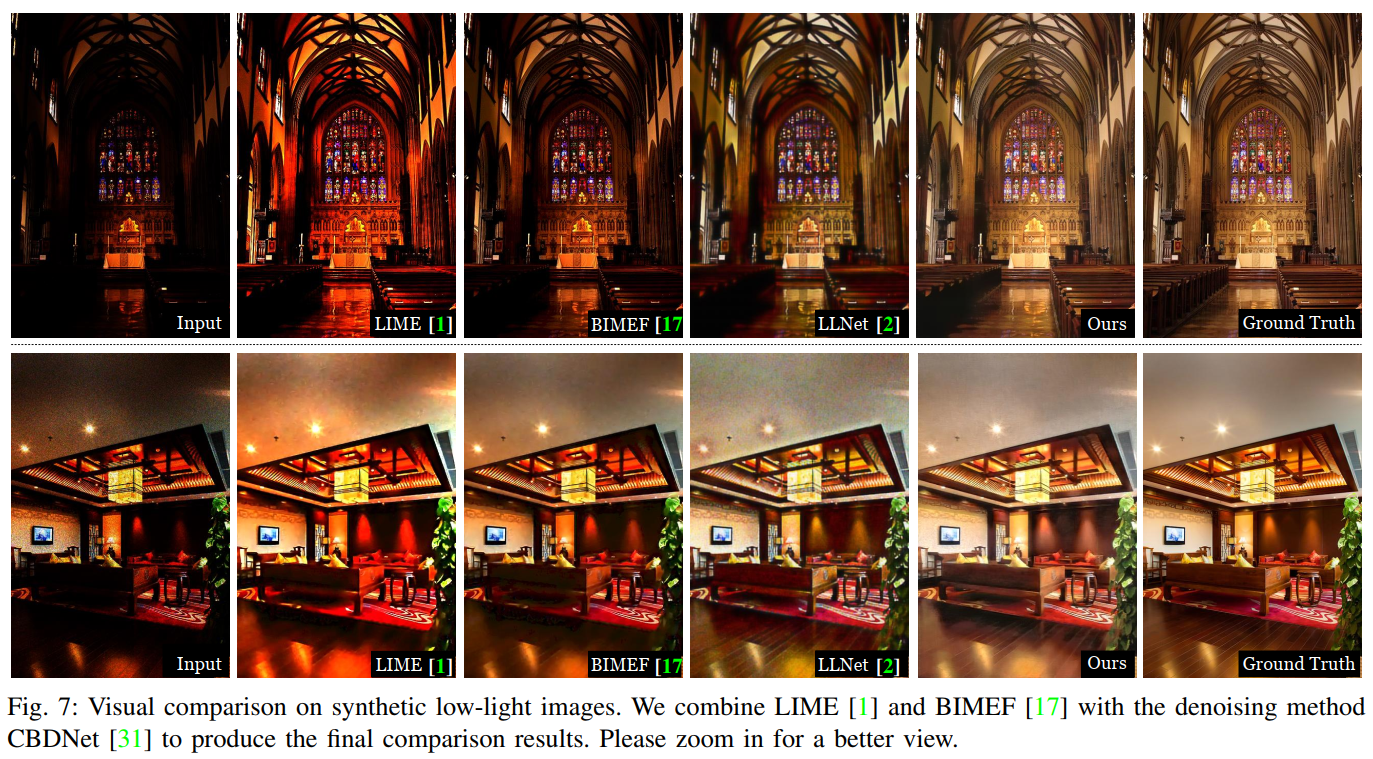 Input
LIME [1]
BIMEF [17
LLNet [2]
Ours
Ground Truth
Input
LIME [1]
BIMEF [17
LLNet [2]
Ours
Ground Truth
Fig. 7: Visual comparison on synthetic low-light images. We combine LIME [1] and BIMEF [17] with the denoising method
CBDNet [31] to produce the final comparison results. Please zoom in for a better view.